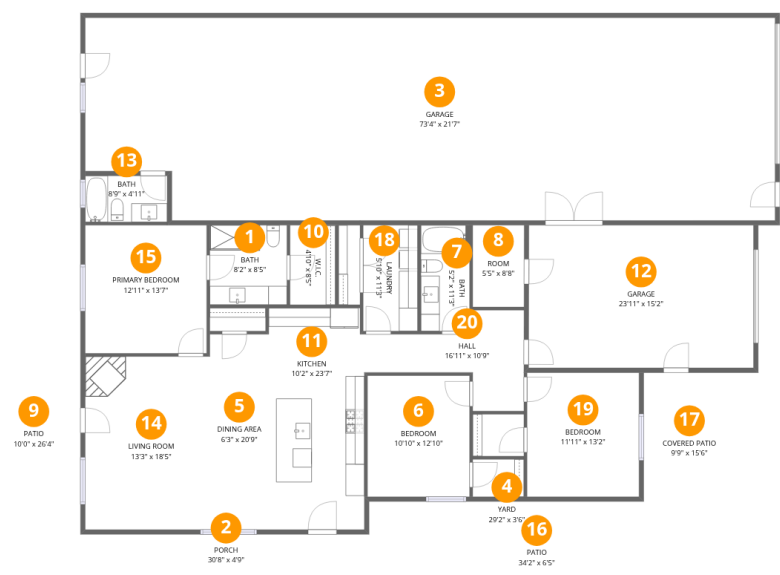 3
GARAGE
73'4" x 21'7"
13
BATH
8'9" x 4'11"
15
PRIMARY BEDROOM
12'11" x 13'7"
1
BATH
8'2" x 8'5"
10
W.I.C
4'10" x 8'5"
18
LAUNDRY
5'10" x 11'3"
7
BATH
5'2" x 11'3"
8
ROOM
5'5" x 8'8"
12
GARAGE
23'11" x 15'2"
20
HALL
16'11" x 10'9"
11
KITCHEN
10'2" x 23'7"
9
PATIO
10'0" x 26'4"
14
LIVING ROOM
13'3" x 18'5"
5
DINING AREA
6'3" x 20'9"
6
BEDROOM
10'10" x 12'10"
19
BEDROOM
11'11" x 13'2"
17
COVERED PATIO
9'9" x 15'6"
4
YARD
29'2" x 3'6"
2
PORCH
30'8" x 4'9"
16
PATIO
34'2" x 6'5"